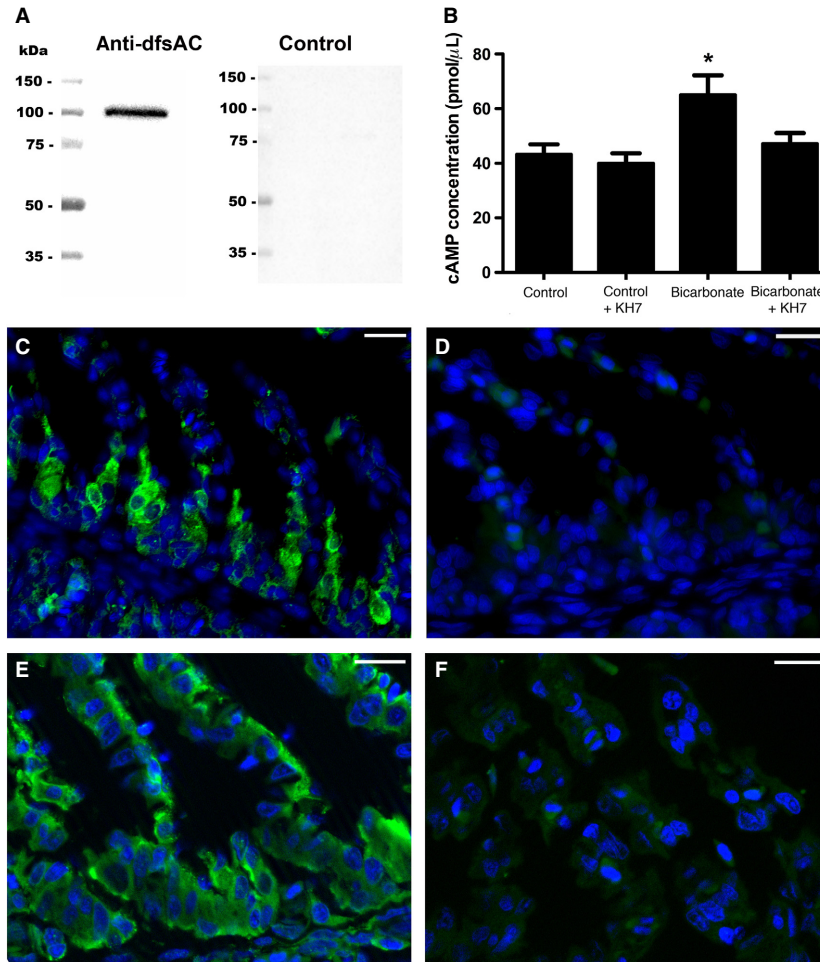 A
B
Anti-dfsAC
Control
kDa
150 -
100 -
75 -
50 -
35 -
150 -
100 -
75 -
50 -
35 -
cAMP concentration (pmol/µL)
80
60
40
20
0
*
Control
Control
+ KH7
Bicarbonate
Bicarbonate
+ KH7
C
D
E
F